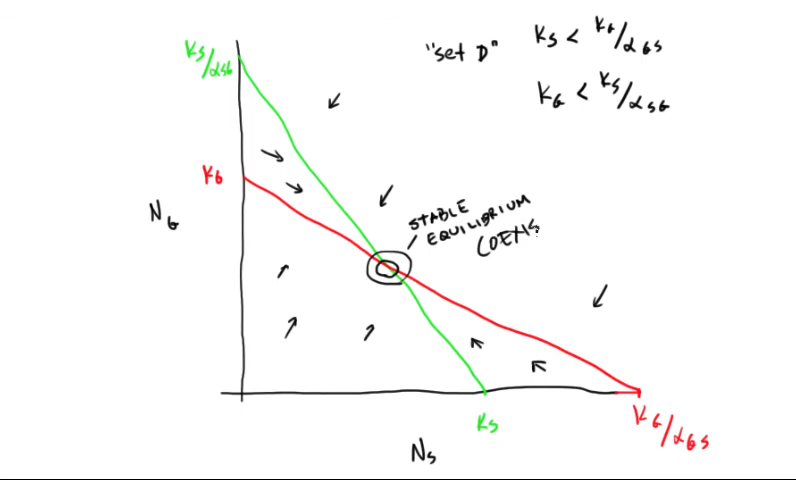 "set D" Ks < KG/αGS
KG < KS/αSG
KS/αSG
KG
NG
STABLE
EQUILIBRIUM
COEXIS
KS
KG/αGS
NS